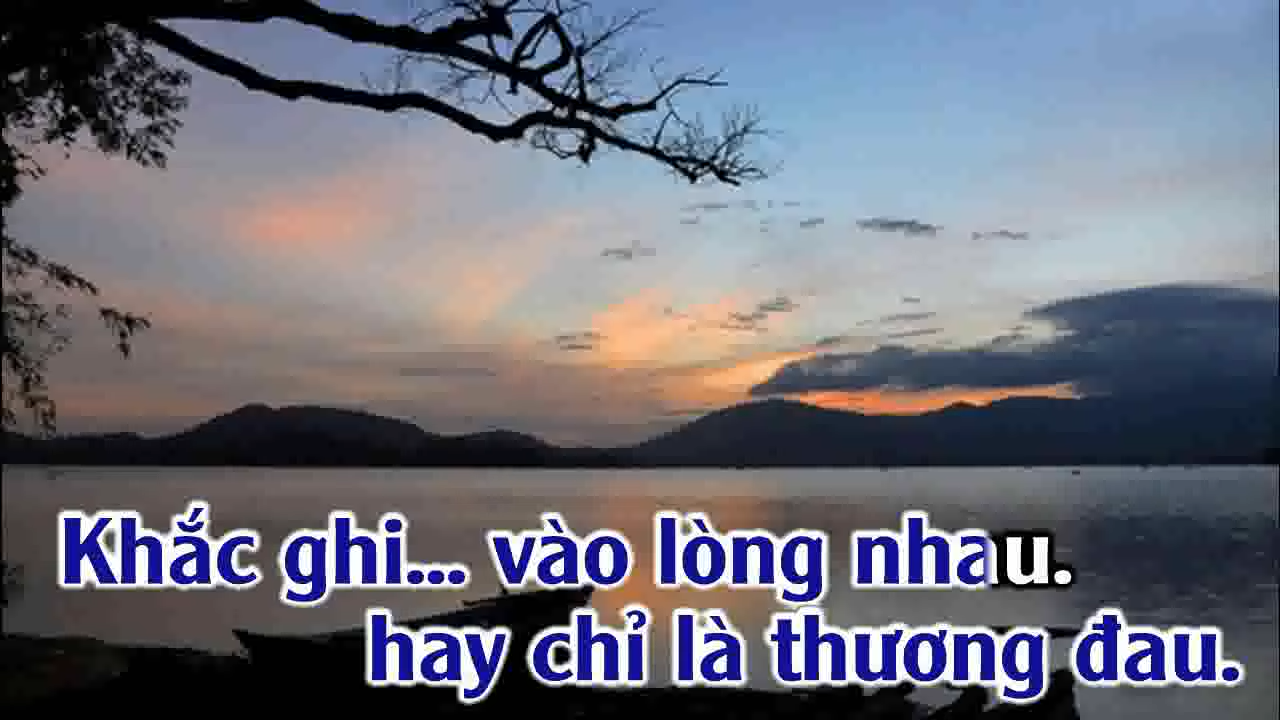 Khắc ghi... vào lòng nhau.
hay chỉ là thương đau.